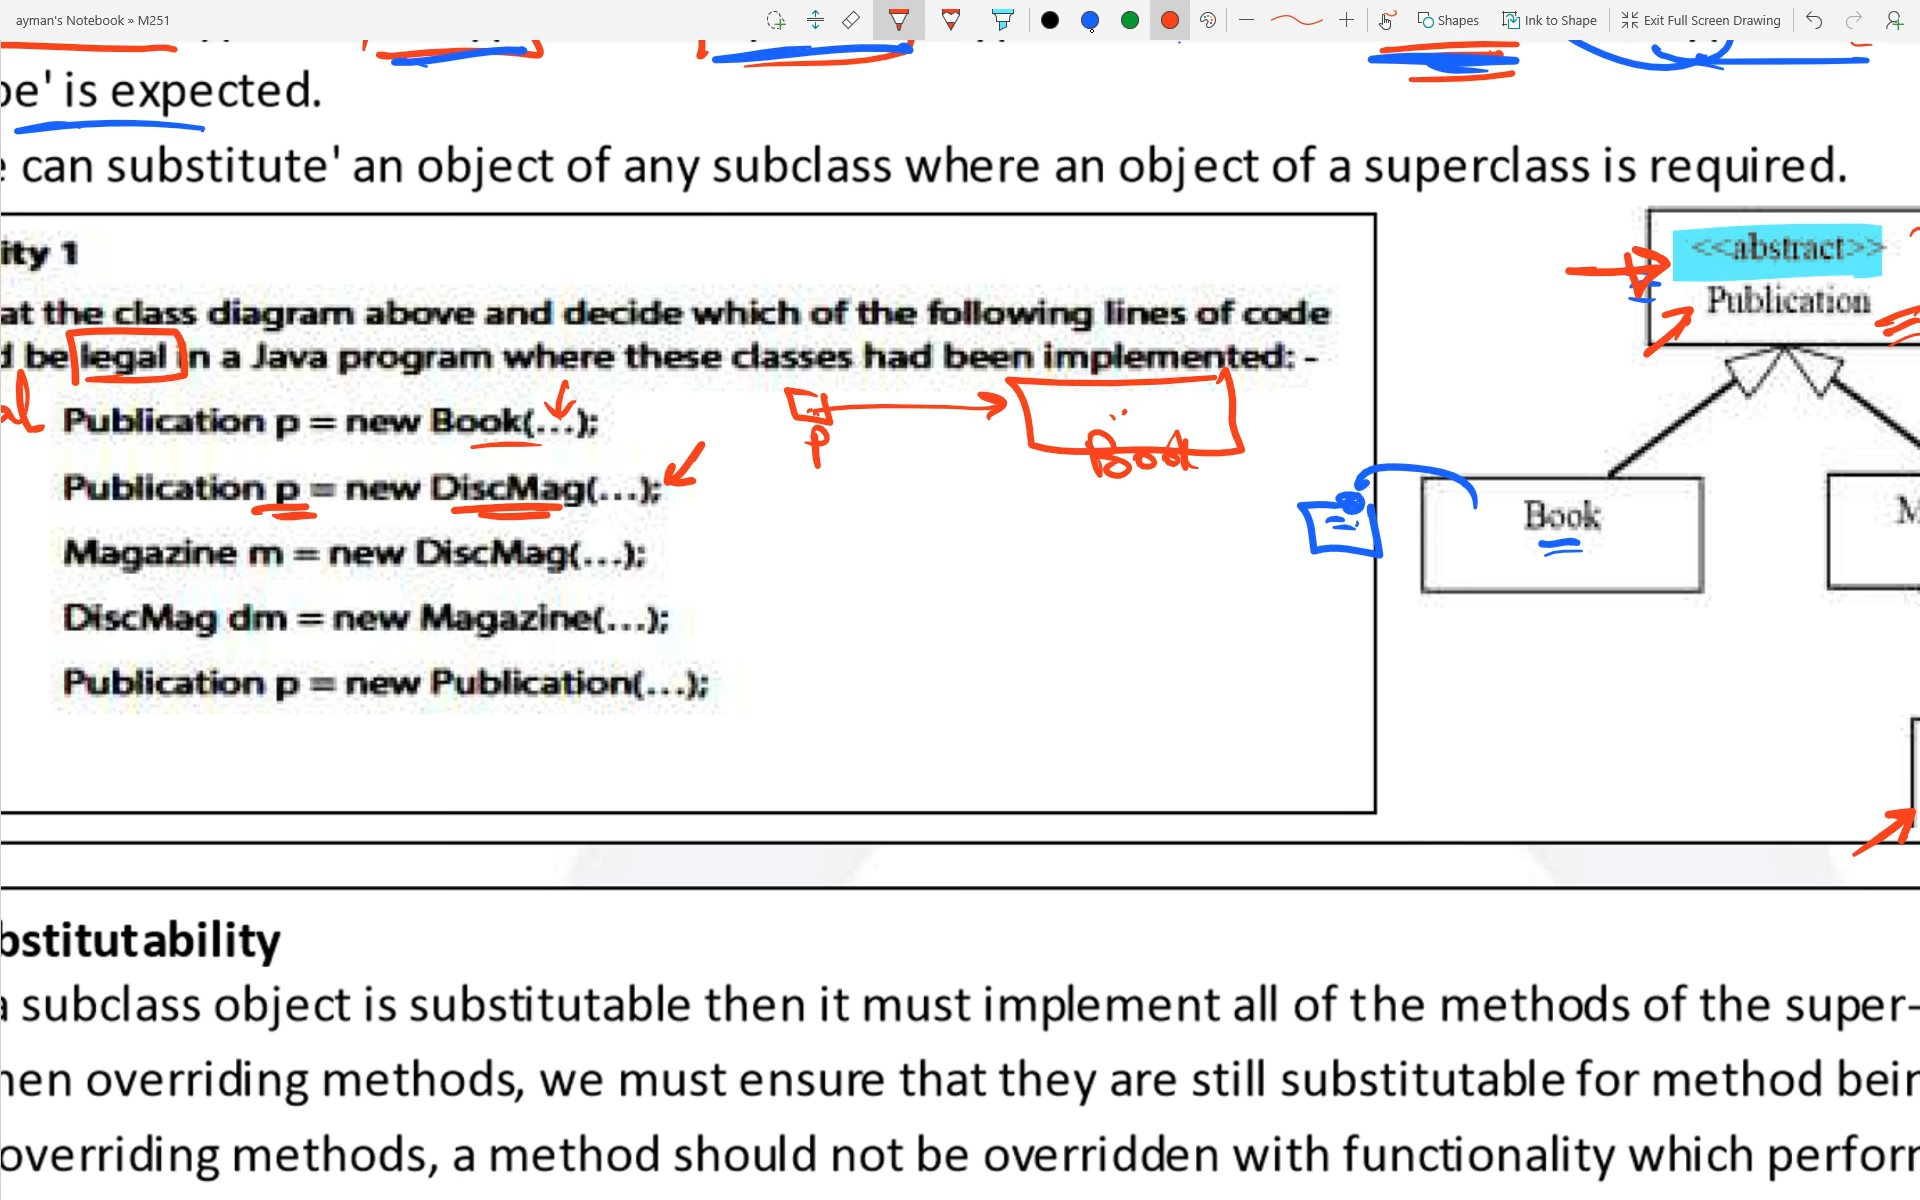 ayman's Notebook » M251
Shapes
Ink to Shape
Exit Full Screen Drawing
pe' is expected.
can substitute' an object of any subclass where an object of a superclass is required.
ity 1
at the class diagram above and decide which of the following lines of code
d be legal in a Java program where these classes had been implemented: -
al
Publication p = new Book(...);
p
Book
Publication p = new DiscMag(...);
Magazine m = new DiscMag(...);
DiscMag dm = new Magazine(...);
Publication p = new Publication(...);
<<abstract>>
Publication
Book
M
bstitutability
a subclass object is substitutable then it must implement all of the methods of the super-
hen overriding methods, we must ensure that they are still substitutable for method bein
overriding methods, a method should not be overridden with functionality which perform